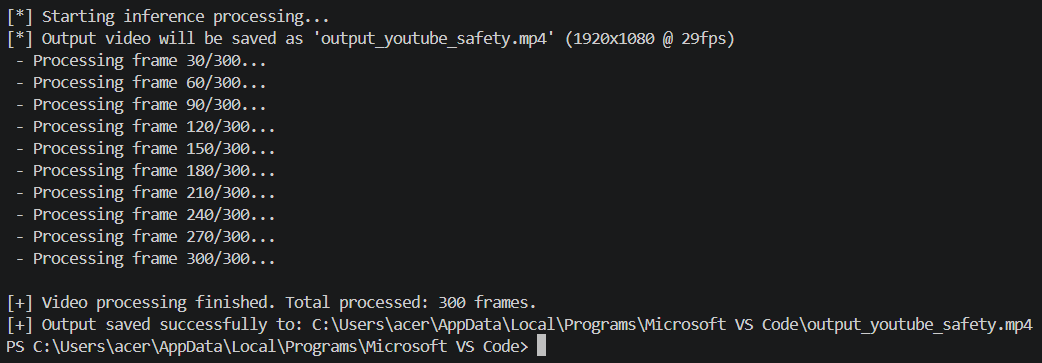 [*] Starting inference processing...
[*] Output video will be saved as 'output_youtube_safety.mp4' (1920x1080 @ 29fps)
 - Processing frame 30/300...
 - Processing frame 60/300...
 - Processing frame 90/300...
 - Processing frame 120/300...
 - Processing frame 150/300...
 - Processing frame 180/300...
 - Processing frame 210/300...
 - Processing frame 240/300...
 - Processing frame 270/300...
 - Processing frame 300/300...

[+] Video processing finished. Total processed: 300 frames.
[+] Output saved successfully to: C:\Users\acer\AppData\Local\Programs\Microsoft VS Code\output_youtube_safety.mp4
PS C:\Users\acer\AppData\Local\Programs\Microsoft VS Code>